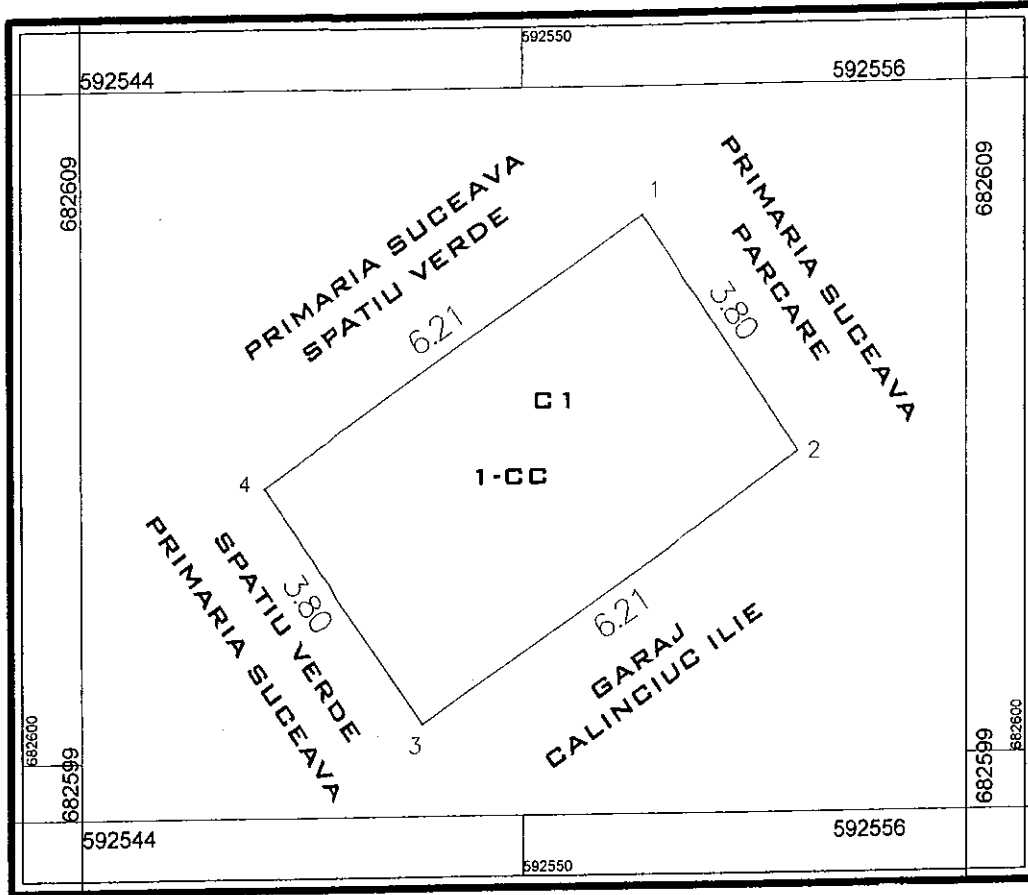 592550
592544
592556
682609
682609
PRIMARIA SUCEAVA
SPATIU VERDE
1
PRIMARIA SUCEAVA
PARCARE
6.21
3.80
C1
1-CC
4
2
SPATIU VERDE
PRIMARIA SUCEAVA
3.80
6.21
GARAJ
CALINCIUC ILIE
3
682600
682599
682600
682599
592544
592556
592550